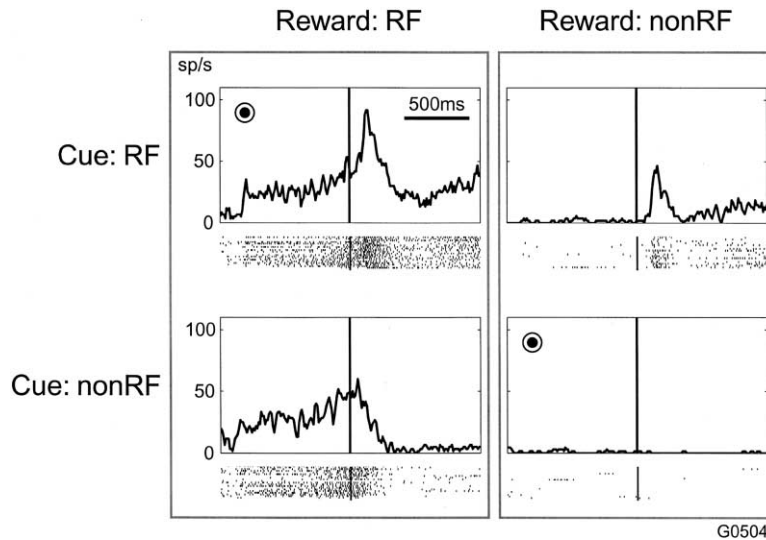 Reward: RF
Reward: nonRF
sp/s
100
50
0
500ms
Cue: RF
100
50
0
Cue: nonRF
G0504